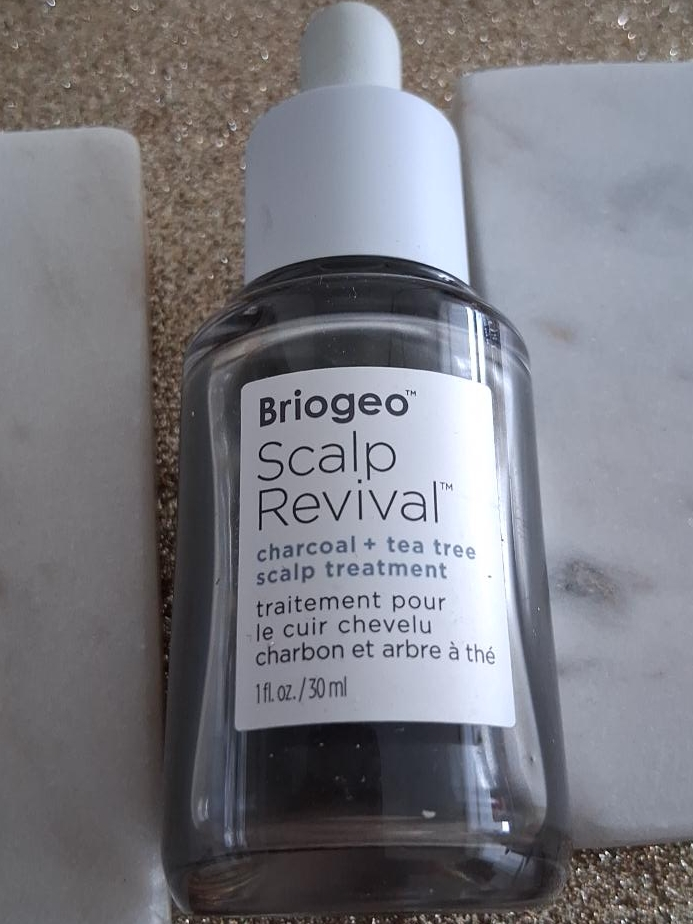 Briogeo™
Scalp
Revival™
charcoal + tea tree
scalp treatment
traitement pour
le cuir chevelu
charbon et arbre à thé
1 fl. oz. / 30 ml